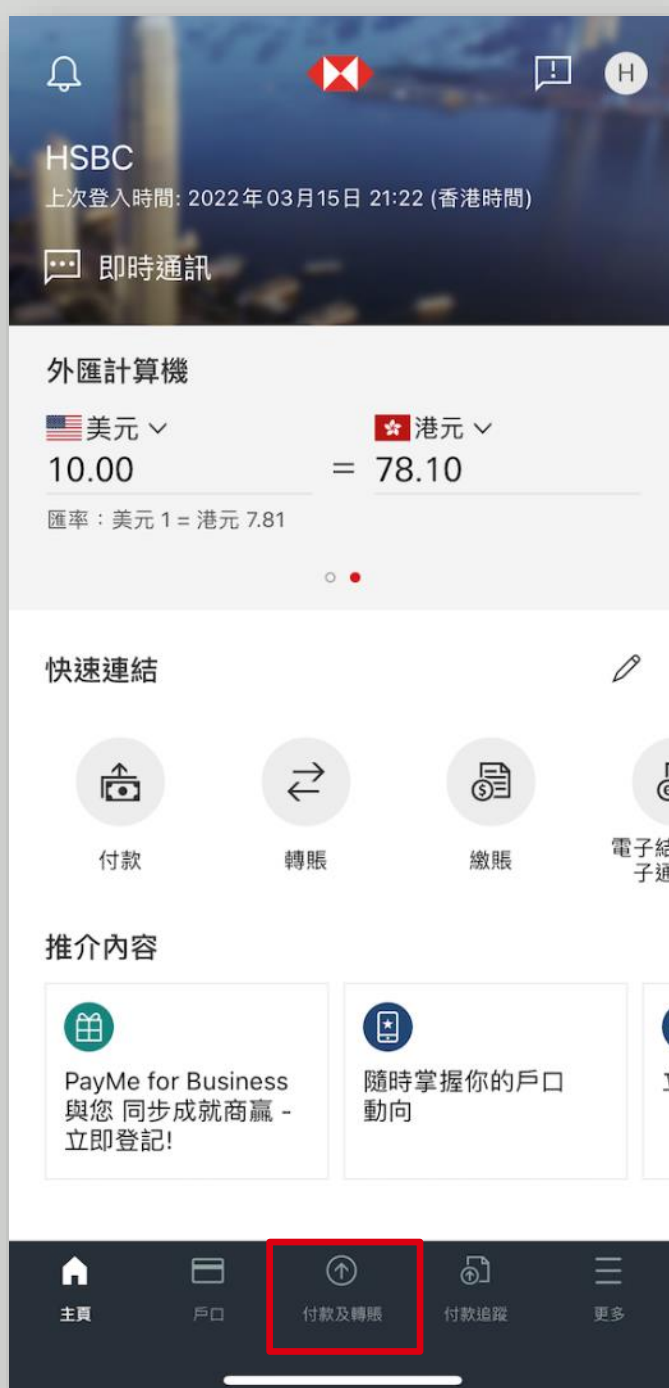 H
HSBC
上次登入時間: 2022年03月15日 21:22 (香港時間)
即時通訊
外匯計算機
美元 港元
10.00 = 78.10
匯率：美元 1 = 港元 7.81
快速連結
付款 轉賬 繳賬 電子結
子通
推介內容
PayMe for Business
與您 同步成就商贏 -
立即登記!
隨時掌握你的戶口
動向
主頁 戶口 付款及轉賬 付款追蹤 更多